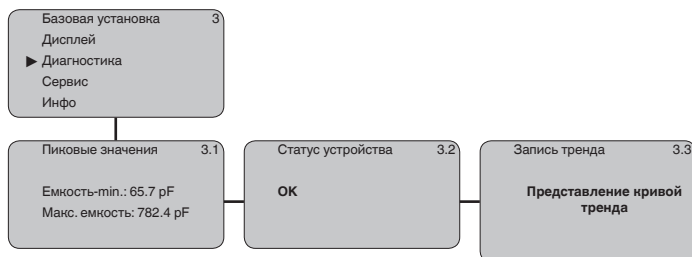 Базовая установка 3
Дисплей
▶ Диагностика
Сервис
Инфо
Пиковые значения 3.1
Емкость-min.: 65.7 pF
Макс. емкость: 782.4 pF
Статус устройства 3.2
OK
Запись тренда 3.3
Представление кривой
тренда